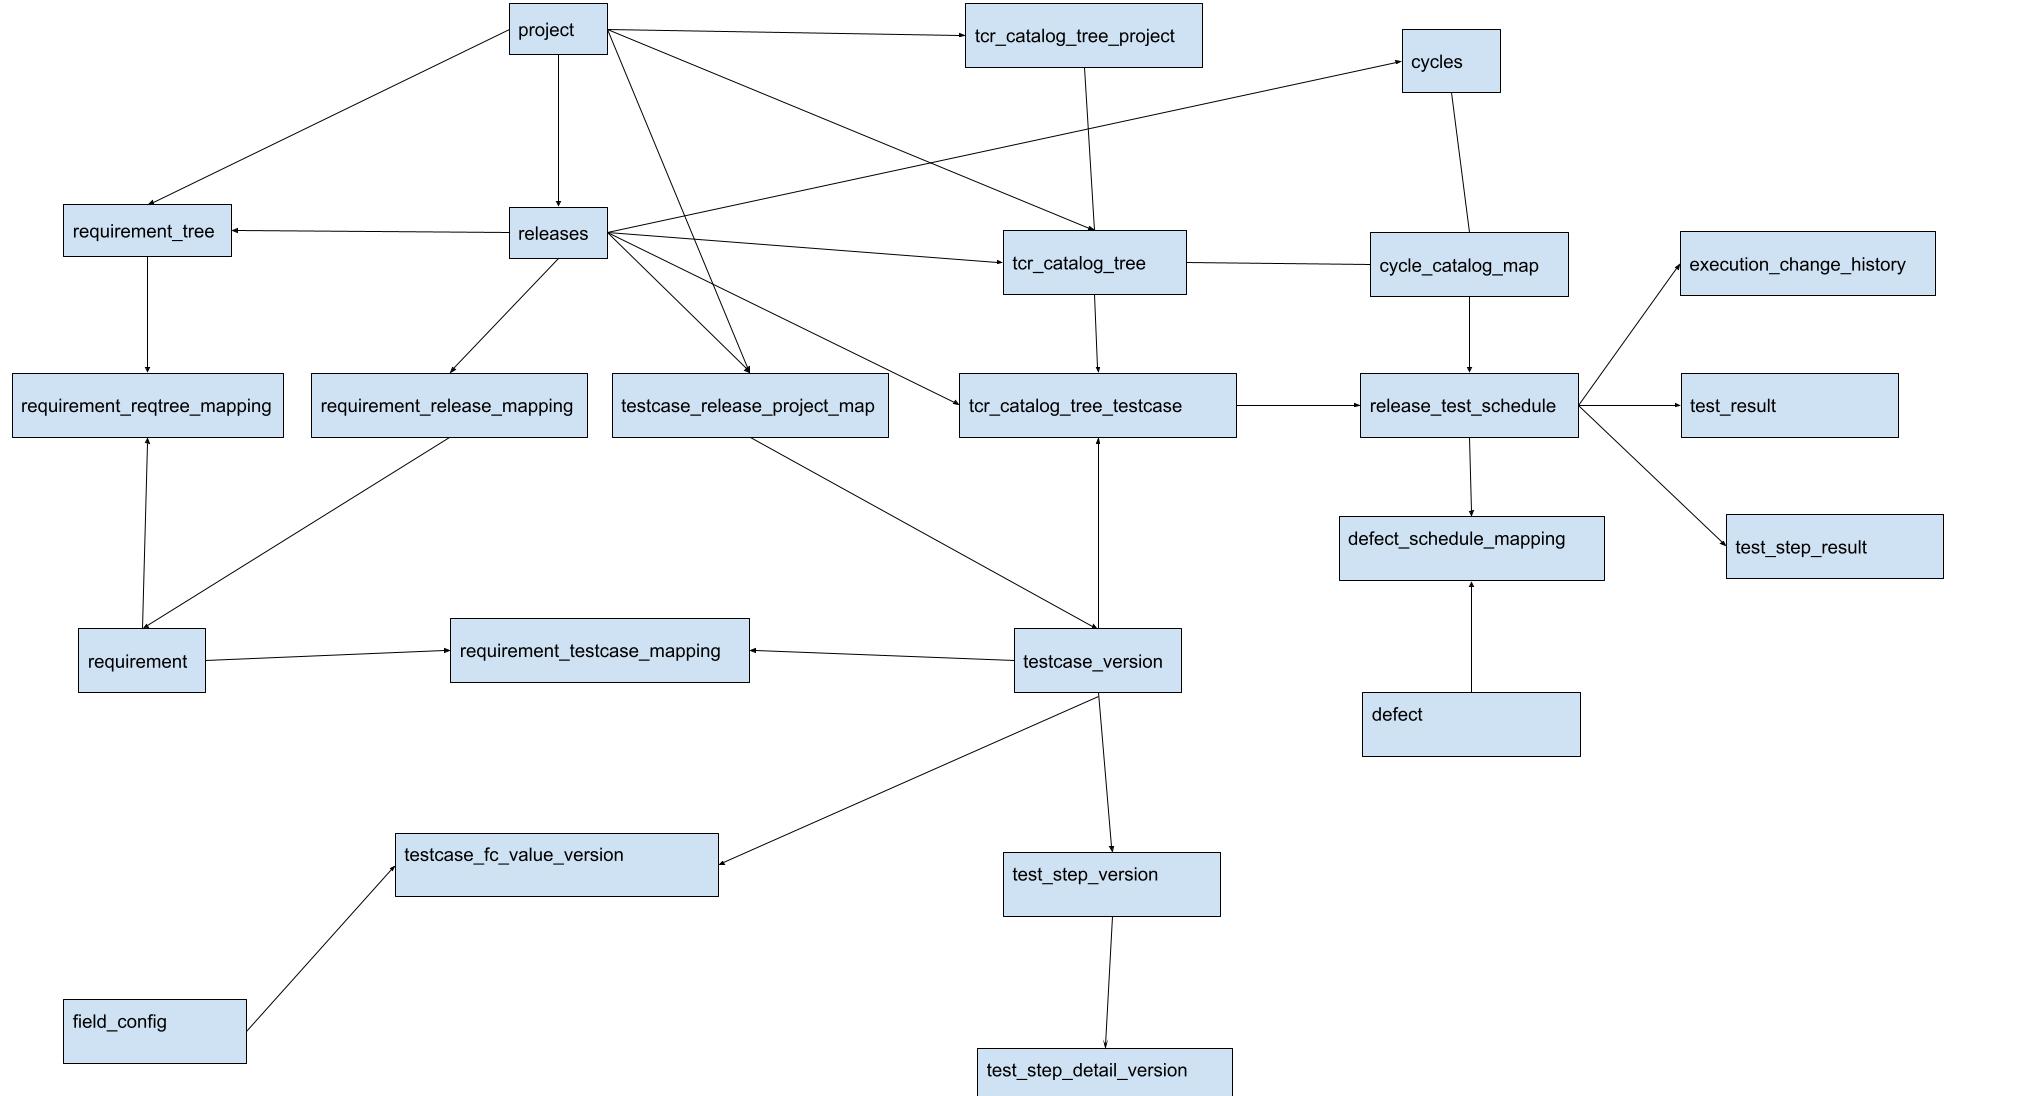 project
tcr_catalog_tree_project
cycles
requirement_tree
releases
tcr_catalog_tree
cycle_catalog_map
execution_change_history
requirement_reqtree_mapping
requirement_release_mapping
testcase_release_project_map
tcr_catalog_tree_testcase
release_test_schedule
test_result
defect_schedule_mapping
test_step_result
requirement
requirement_testcase_mapping
testcase_version
defect
testcase_fc_value_version
test_step_version
field_config
test_step_detail_version